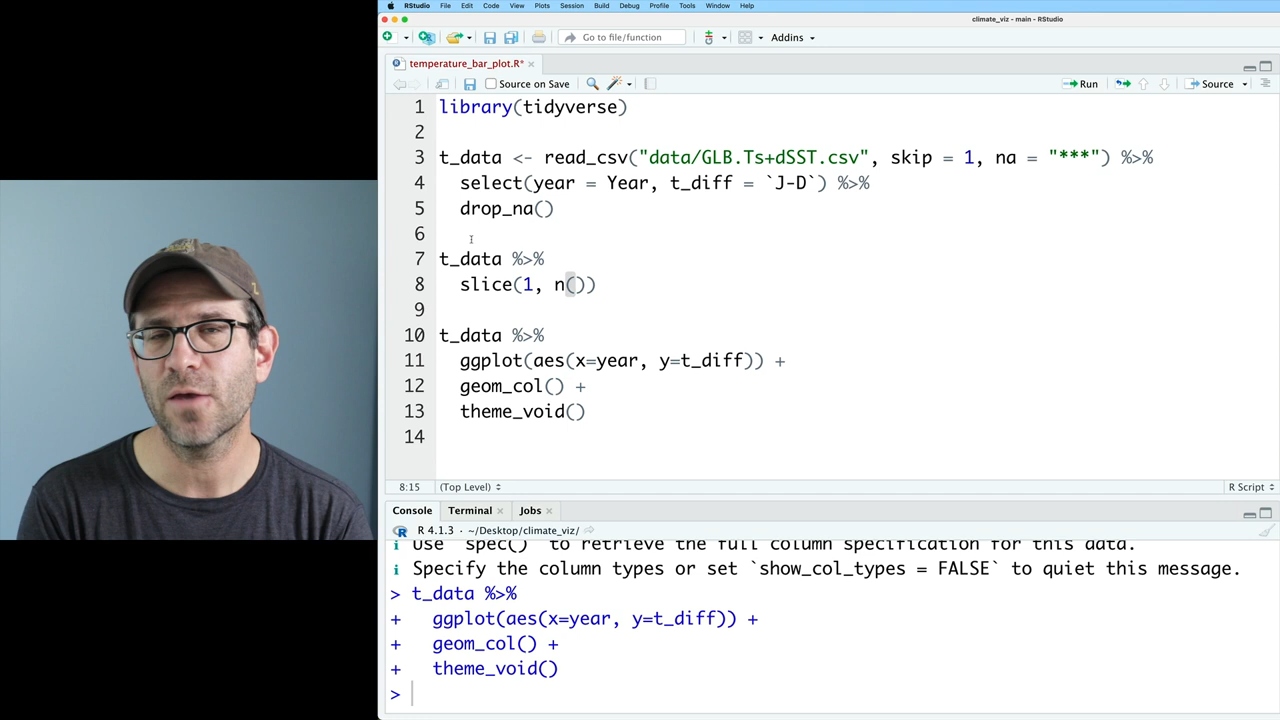 RStudio File Edit Code View Plots Session Build Debug Profile Tools Window Help
climate_viz - main - RStudio
Go to file/function Addins
temperature_bar_plot.R*
Source on Save Run Source
1 library(tidyverse)
2
3 t_data <- read_csv("data/GLB.Ts+dSST.csv", skip = 1, na = "***") %>%
4 select(year = Year, t_diff = `J-D`) %>%
5 drop_na()
6
7 t_data %>%
8 slice(1, n())
9
10 t_data %>%
11 ggplot(aes(x=year, y=t_diff)) +
12 geom_col() +
13 theme_void()
14
8:15 (Top Level) R Script
Console Terminal Jobs
R 4.1.3 · ~/Desktop/climate_viz/
i Use `spec()` to retrieve the full column specification for this data.
i Specify the column types or set `show_col_types = FALSE` to quiet this message.
> t_data %>%
+ ggplot(aes(x=year, y=t_diff)) +
+ geom_col() +
+ theme_void()
>